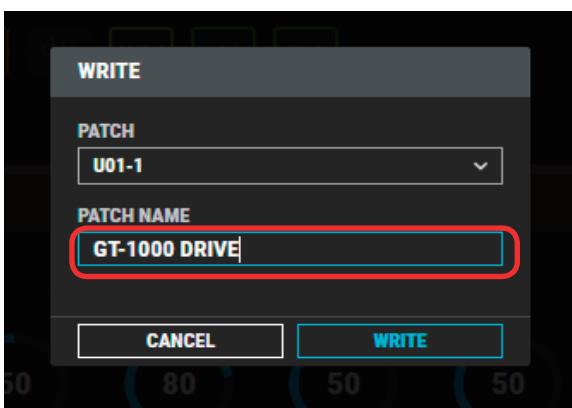 WRITE
PATCH
U01-1
PATCH NAME
GT-1000 DRIVE
CANCEL WRITE
50 80 50 50